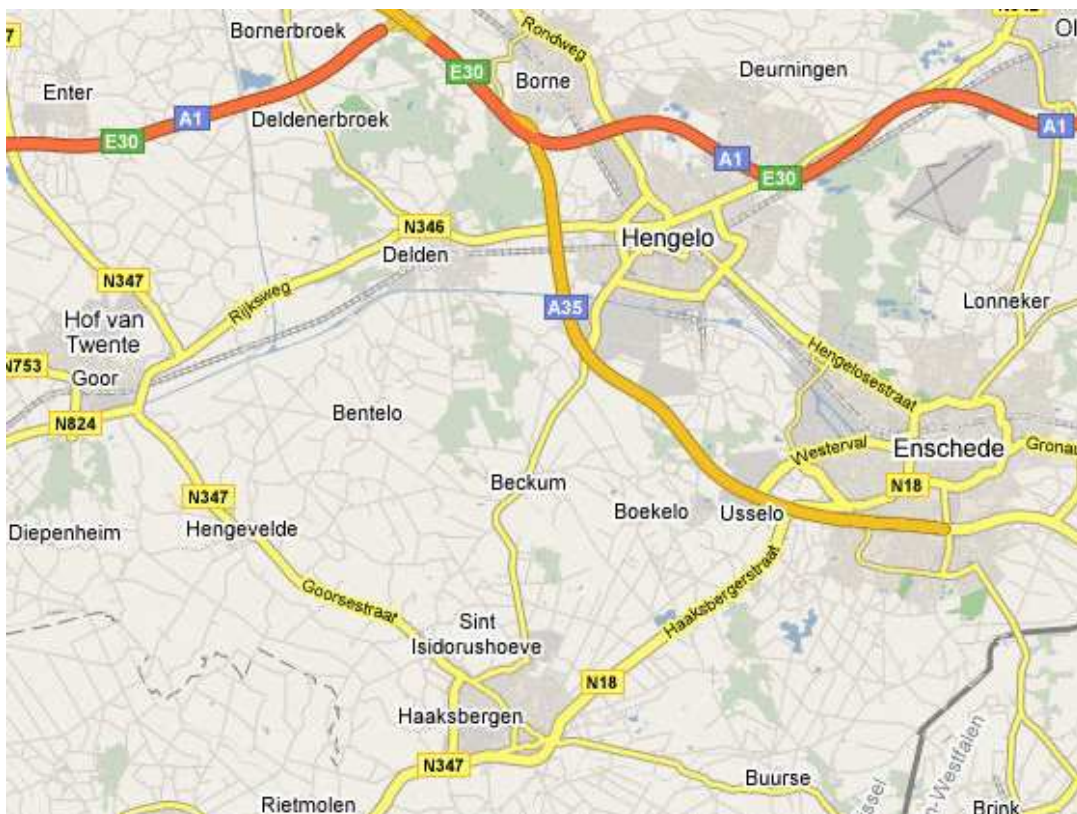 Bornerbroek
Rondweg
E30
Borne
Deurningen
Enter
A1
Deldenerbroek
E30
A1
E30
A1
N346
Hengelo
Delden
N347
Rijksweg
A35
Lonneker
Hof van
Twente
N753
Goor
Hengelosestraat
Bentelo
N824
Westerval
Enschede
Beckum
N18
N347
Boekelo
Usselo
Diepenheim
Hengevelde
Goorsestraat
Haaksbergerstraat
Sint
Isidorushoeve
N18
Haaksbergen
N347
Buurse
Rietmolen
Brink